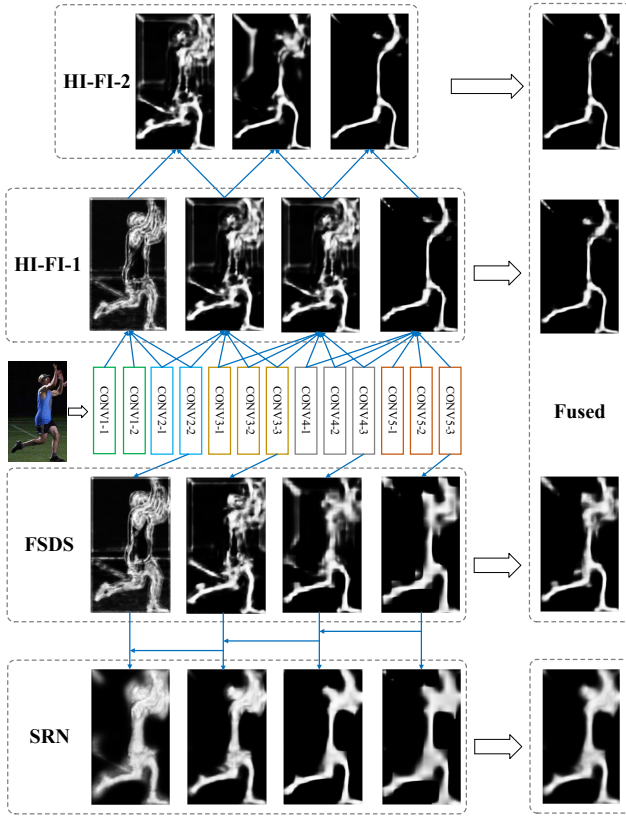 HI-FI-2
HI-FI-1
CONV1-1
CONV1-2
CONV2-1
CONV2-2
CONV3-1
CONV3-2
CONV3-3
CONV4-1
CONV4-2
CONV4-3
CONV5-1
CONV5-2
CONV5-3
Fused
FSDS
SRN